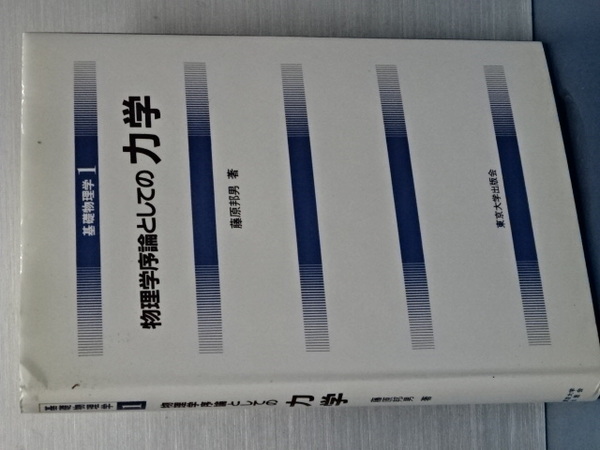 基礎物理学 1
物理学序論としての 力学
藤原邦男 著
東京大学出版会
基礎物理学 1
物理学序論としての 力学
藤原邦男 著